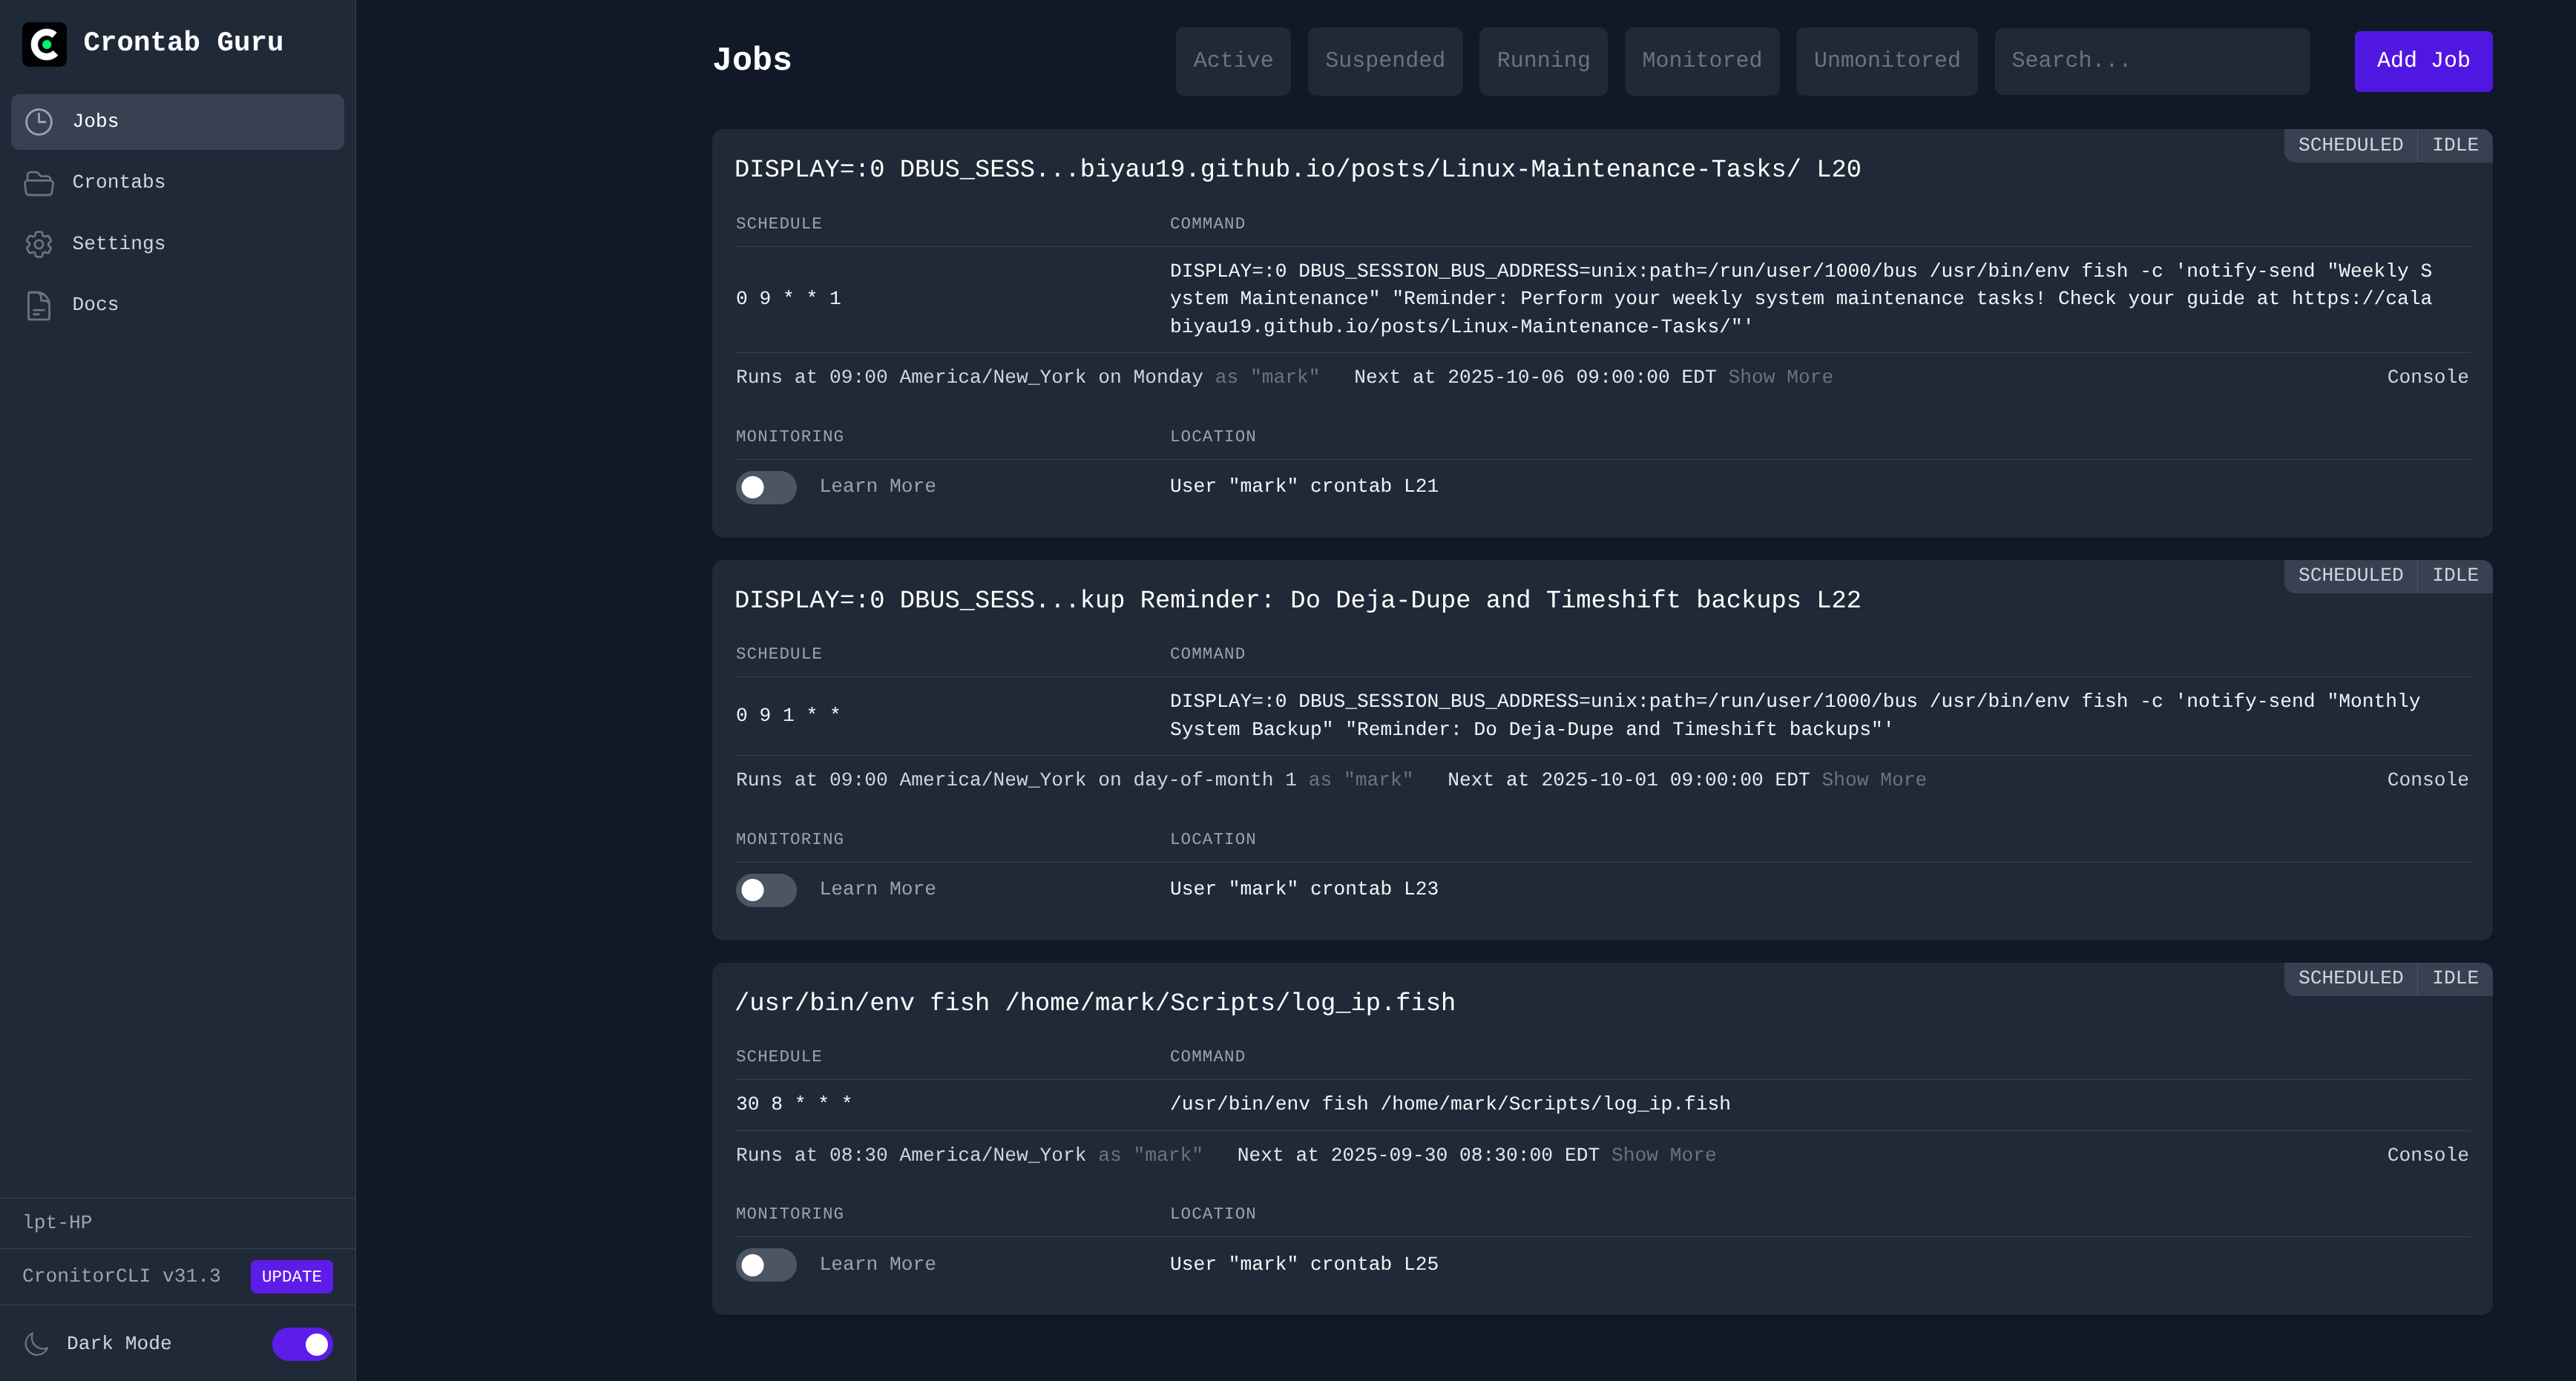 Crontab Guru
Jobs
Crontabs
Settings
Docs
lpt-HP
CronitorCLI v31.3 UPDATE
Dark Mode
Jobs Active Suspended Running Monitored Unmonitored Search... Add Job
SCHEDULED IDLE
DISPLAY=:0 DBUS_SESS...biyau19.github.io/posts/Linux-Maintenance-Tasks/ L20
SCHEDULE COMMAND
0 9 * * 1
DISPLAY=:0 DBUS_SESSION_BUS_ADDRESS=unix:path=/run/user/1000/bus /usr/bin/env fish -c 'notify-send "Weekly S
ystem Maintenance" "Reminder: Perform your weekly system maintenance tasks! Check your guide at https://cala
biyau19.github.io/posts/Linux-Maintenance-Tasks/"'
Runs at 09:00 America/New_York on Monday as "mark" Next at 2025-10-06 09:00:00 EDT Show More Console
MONITORING LOCATION
Learn More User "mark" crontab L21
SCHEDULED IDLE
DISPLAY=:0 DBUS_SESS...kup Reminder: Do Deja-Dupe and Timeshift backups L22
SCHEDULE COMMAND
0 9 1 * *
DISPLAY=:0 DBUS_SESSION_BUS_ADDRESS=unix:path=/run/user/1000/bus /usr/bin/env fish -c 'notify-send "Monthly
System Backup" "Reminder: Do Deja-Dupe and Timeshift backups"'
Runs at 09:00 America/New_York on day-of-month 1 as "mark" Next at 2025-10-01 09:00:00 EDT Show More Console
MONITORING LOCATION
Learn More User "mark" crontab L23
SCHEDULED IDLE
/usr/bin/env fish /home/mark/Scripts/log_ip.fish
SCHEDULE COMMAND
30 8 * * * /usr/bin/env fish /home/mark/Scripts/log_ip.fish
Runs at 08:30 America/New_York as "mark" Next at 2025-09-30 08:30:00 EDT Show More Console
MONITORING LOCATION
Learn More User "mark" crontab L25